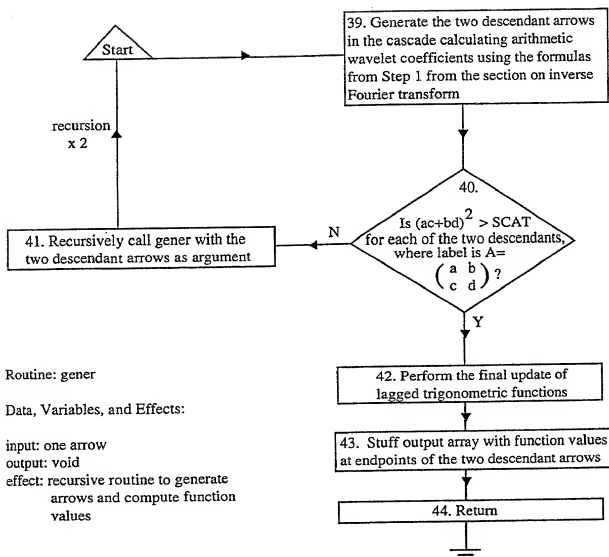 Start
39. Generate the two descendant arrows
in the cascade calculating arithmetic
wavelet coefficients using the formulas
from Step 1 from the section on inverse
Fourier transform
recursion
x 2
40.
Is (ac+bd)² > SCAT
for each of the two descendants,
where label is A=
( a b
c d ) ?
N
41. Recursively call gener with the
two descendant arrows as argument
Y
42. Perform the final update of
lagged trigonometric functions
43. Stuff output array with function values
at endpoints of the two descendant arrows
44. Return
Routine: gener
Data, Variables, and Effects:
input: one arrow
output: void
effect: recursive routine to generate
arrows and compute function
values